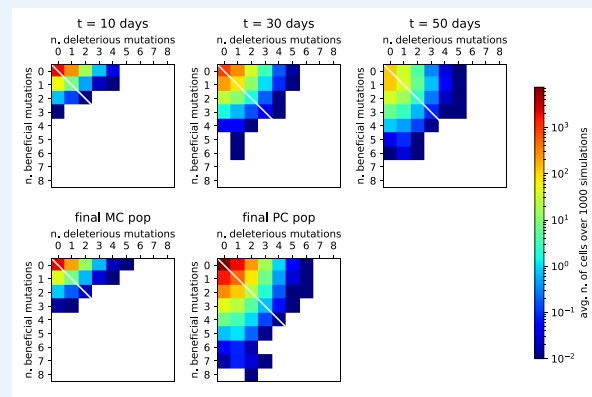 t = 10 days
n. deleterious mutations
0 1 2 3 4 5 6 7 8
n. beneficial mutations
0
1
2
3
4
5
6
7
8
t = 30 days
n. deleterious mutations
0 1 2 3 4 5 6 7 8
n. beneficial mutations
0
1
2
3
4
5
6
7
8
t = 50 days
n. deleterious mutations
0 1 2 3 4 5 6 7 8
n. beneficial mutations
0
1
2
3
4
5
6
7
8
final MC pop
n. deleterious mutations
0 1 2 3 4 5 6 7 8
n. beneficial mutations
0
1
2
3
4
5
6
7
8
final PC pop
n. deleterious mutations
0 1 2 3 4 5 6 7 8
n. beneficial mutations
0
1
2
3
4
5
6
7
8
10³
10²
10¹
10⁰
10⁻¹
10⁻²
avg. n. of cells over 1000 simulations